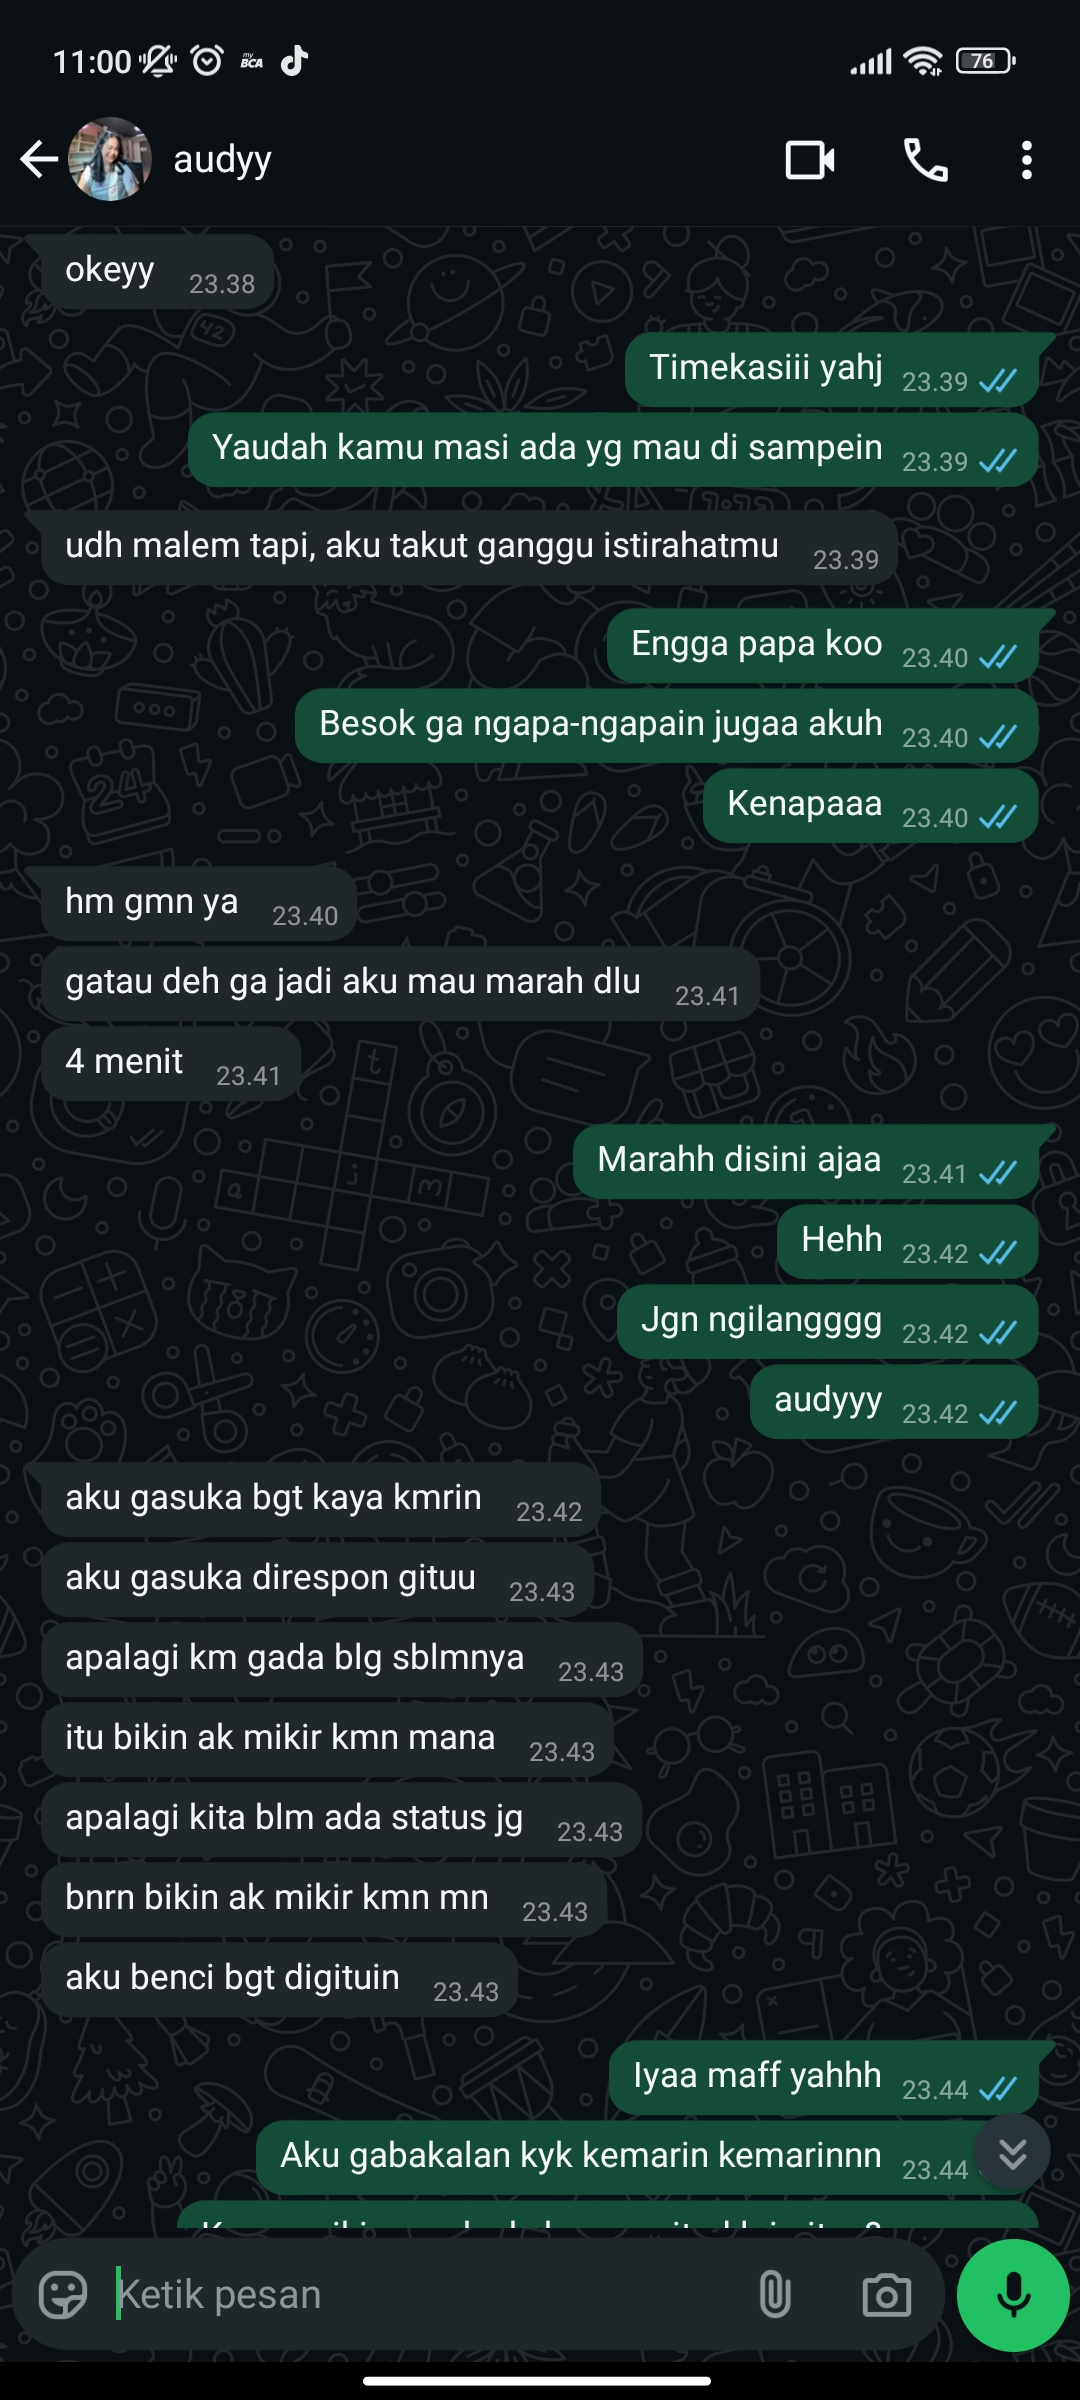 11:00 my BCA 76
audyy
okeyy 23.38
Timekasiii yahj 23.39
Yaudah kamu masi ada yg mau di sampein 23.39
udh malem tapi, aku takut ganggu istirahatmu 23.39
Engga papa koo 23.40
Besok ga ngapa-ngapain jugaa akuh 23.40
Kenapaaa 23.40
hm gmn ya 23.40
gatau deh ga jadi aku mau marah dlu 23.41
4 menit 23.41
Marahh disini ajaa 23.41
Hehh 23.42
Jgn ngilangggg 23.42
audyyy 23.42
aku gasuka bgt kaya kmrin 23.42
aku gasuka direspon gituu 23.43
apalagi km gada blg sblmnya 23.43
itu bikin ak mikir kmn mana 23.43
apalagi kita blm ada status jg 23.43
bnrn bikin ak mikir kmn mn 23.43
aku benci bgt digituin 23.43
Iyaa maff yahhh 23.44
Aku gabakalan kyk kemarin kemarinnn 23.44
Ketik pesan